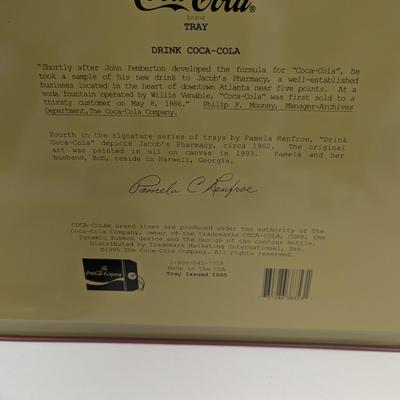 Coca-Cola®
brand
TRAY
DRINK COCA-COLA
"Shortly after John Pemberton developed the formula for "Coca-Cola", he
took a sample of his new drink to Jacob's Pharmacy, a well-established
business located in the heart of downtown Atlanta near five points. At a
soda fountain operated by Willis Venable, "Coca-Cola" was first sold to a
thirsty customer on May 8, 1886." Philip F. Mooney, Manager-Archives
Department, The Coca-Cola Company.
Fourth in the signature series of trays by Pamela Renfroe, "Drink
Coca-Cola" depicts Jacob's Pharmacy, circa 1902. The original
art was painted in oil on canvas in 1993. Pamela and her
husband, Bob, reside in Harwell, Georgia.
Pamela C Renfroe
COCA-COLA® brand items are produced under the authority of The
Coca-Cola Company, owner of the trademarks COCA-COLA, COKE, the
Dynamic Ribbon device and the design of the contour bottle.
Distributed by Trademark Marketing International, Inc.
©1995 The Coca-Cola Company. All rights reserved.
The
Coca-Cola Company
1-800-241-7719
Made in the USA
Tray Issued 1995